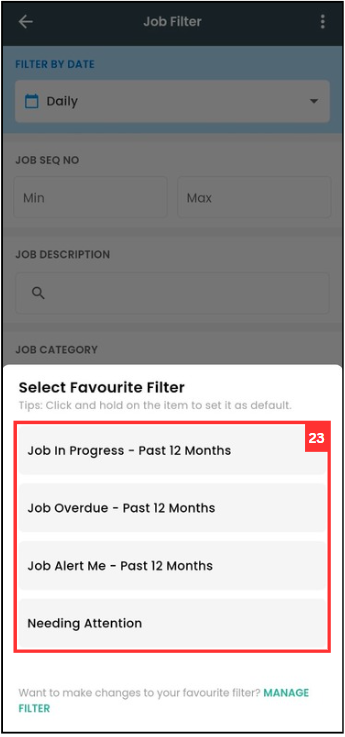 Job Filter
FILTER BY DATE
Daily
JOB SEQ NO
Min
Max
JOB DESCRIPTION
JOB CATEGORY
Select Favourite Filter
Tips: Click and hold on the item to set it as default.
23
Job In Progress - Past 12 Months
Job Overdue - Past 12 Months
Job Alert Me - Past 12 Months
Needing Attention
Want to make changes to your favourite filter? MANAGE
FILTER